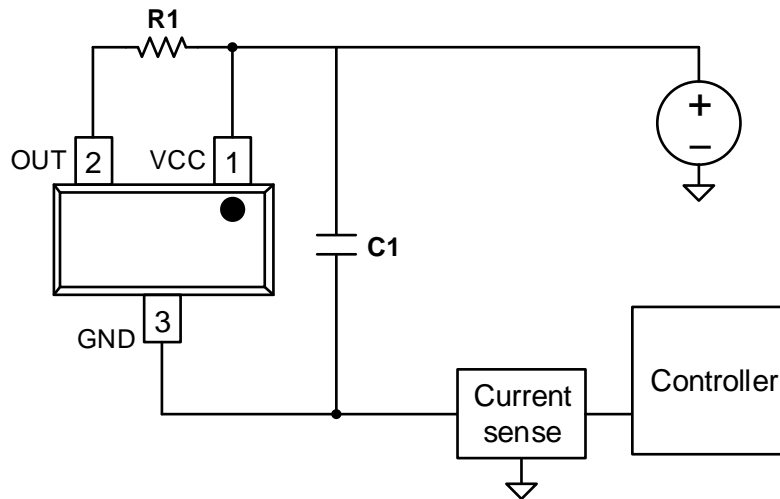 R1
OUT
2
VCC
1
+
−
C1
GND
3
Current
sense
Controller